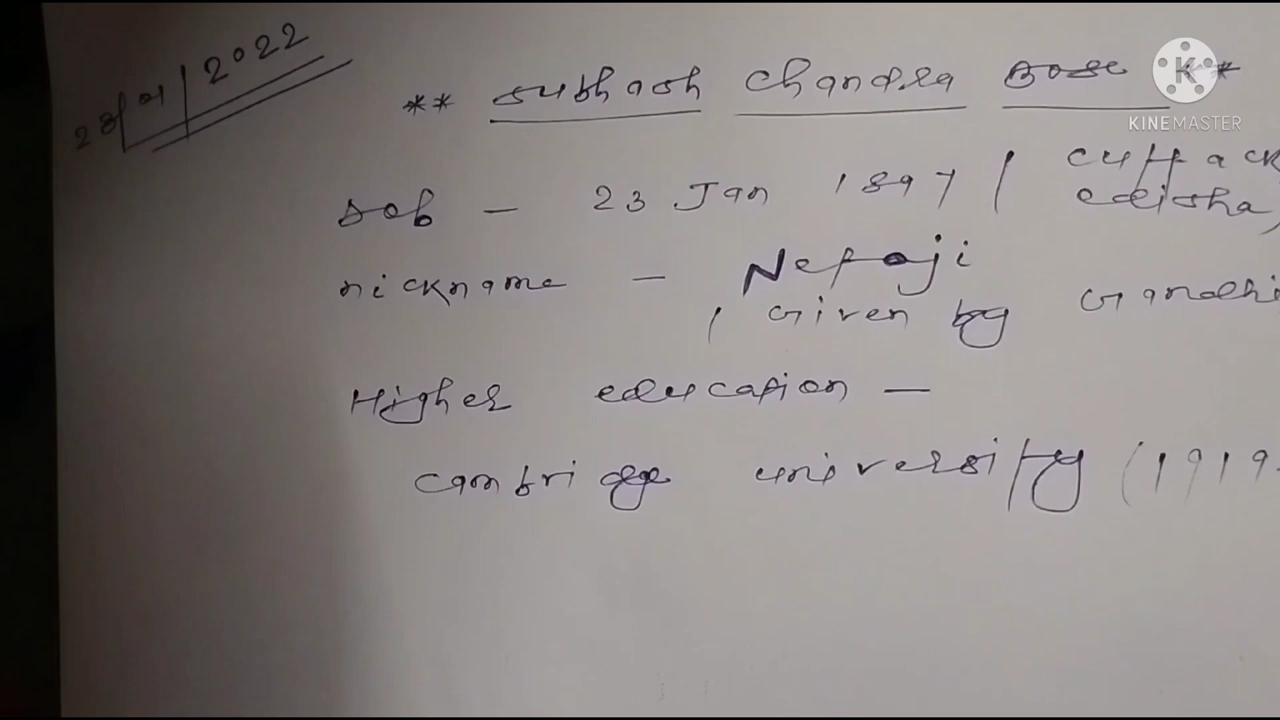 23/01/2022
** Subhash Chandra Bose **
KINEMASTER
DOB - 23 Jan 1897 / Cuttack
Odisha,
nickname - Netaji
, Given by Gandhi
Higher education -
Cambridge university (1919-